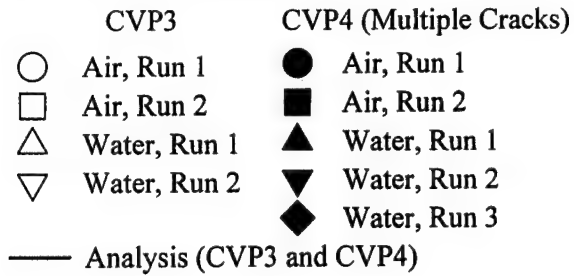 CVP3 CVP4 (Multiple Cracks)
Air, Run 1 Air, Run 1
Air, Run 2 Air, Run 2
Water, Run 1 Water, Run 1
Water, Run 2 Water, Run 2
Water, Run 3
Analysis (CVP3 and CVP4)